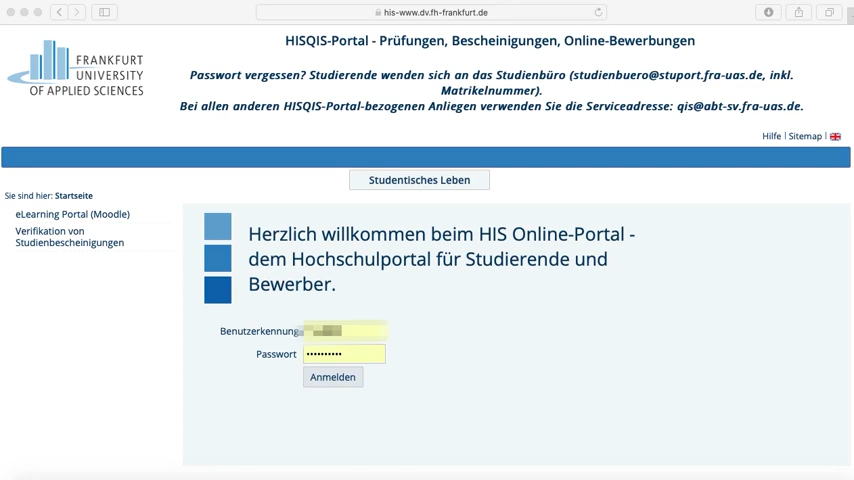 his-www.dv.fh-frankfurt.de
HISQIS-Portal - Prüfungen, Bescheinigungen, Online-Bewerbungen
FRANKFURT
UNIVERSITY
OF APPLIED SCIENCES
Passwort vergessen? Studierende wenden sich an das Studienbüro (studienbuero@stuport.fra-uas.de, inkl.
Matrikelnummer).
Bei allen anderen HISQIS-Portal-bezogenen Anliegen verwenden Sie die Serviceadresse: qis@abt-sv.fra-uas.de.
Hilfe | Sitemap |
Studentisches Leben
Sie sind hier: Startseite
eLearning Portal (Moodle)
Verifikation von
Studienbescheinigungen
Herzlich willkommen beim HIS Online-Portal -
dem Hochschulportal für Studierende und
Bewerber.
Benutzerkennung
Passwort ••••••••••
Anmelden